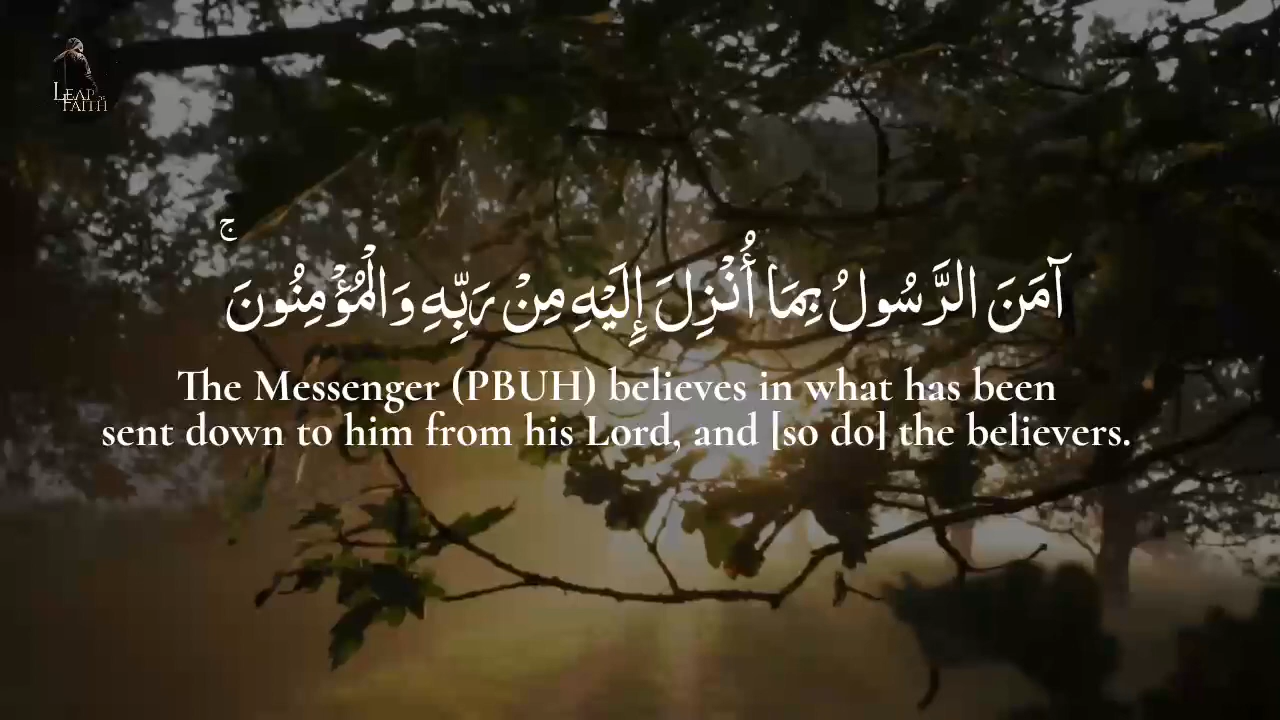 LEAP OF
FAITH
آمَنَ الرَّسُولُ بِمَا أُنْزِلَ إِلَيْهِ مِنْ رَبِّهِ وَالْمُؤْمِنُونَ ۚ
The Messenger (PBUH) believes in what has been
sent down to him from his Lord, and [so do] the believers.